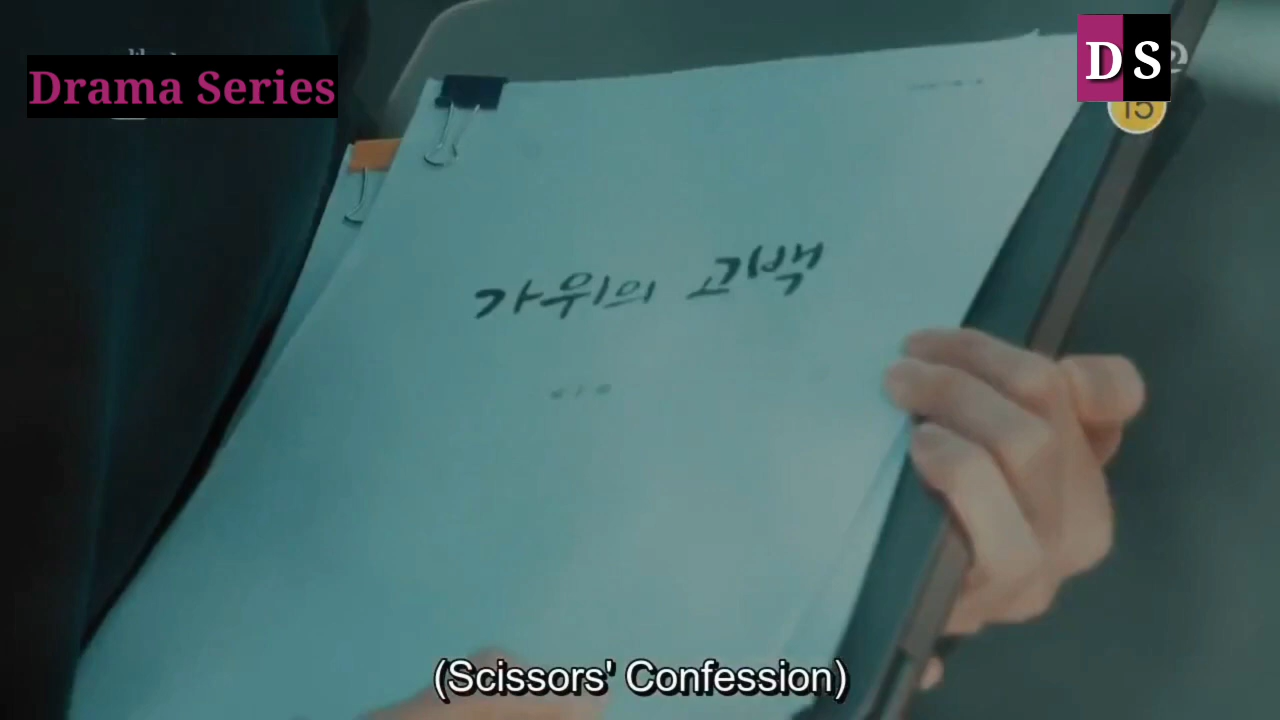 Drama Series
DS
15
가위의 고백
(Scissors' Confession)